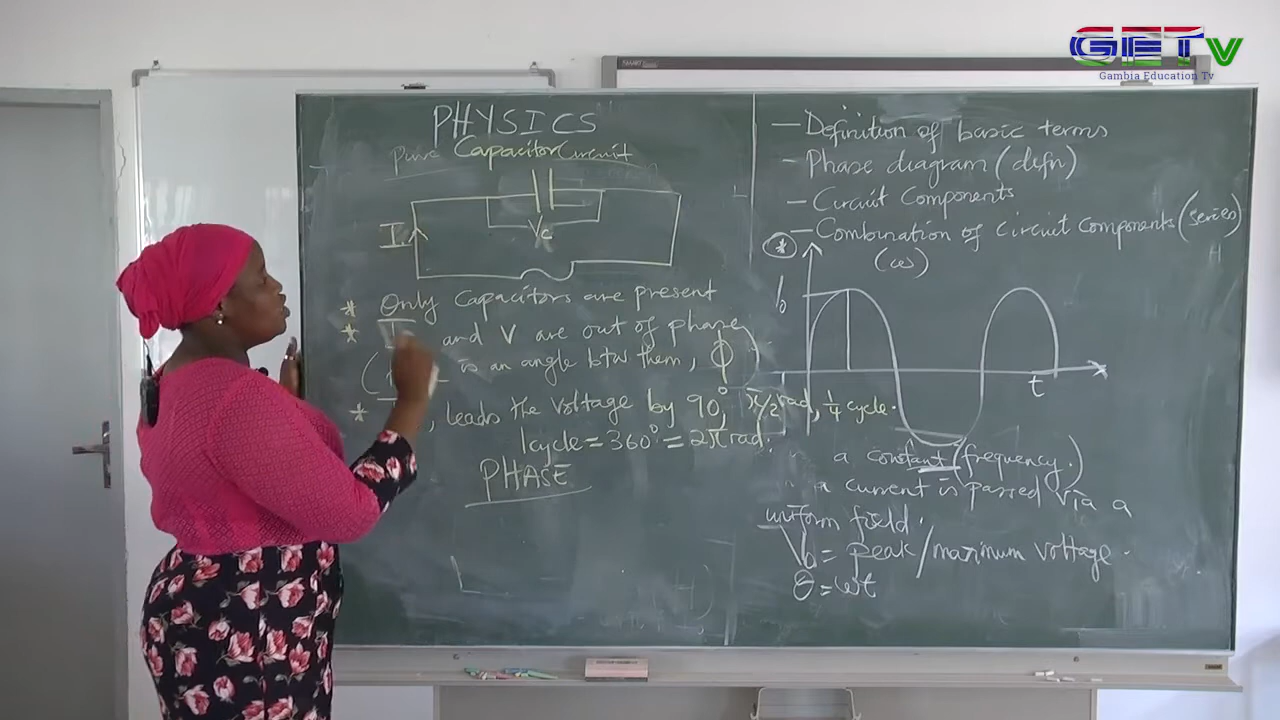 GETv
Gambia Education Tv
SMART
PHYSICS
Pure Capacitor Circuit
I
Vc
* Only capacitors are present
* I and V are out of phase
is an angle btw them, ϕ)
* , leads the voltage by 90°, π/2 rad, 1/4 cycle.
1cycle = 360° = 2π rad.
PHASE
– Definition of basic terms
– Phase diagram (defn)
– Circuit Components
– Combination of circuit components (series)
*
(ω)
t
x
a constant (frequency.)
a current is passed via a
uniform field.
V₀ = peak/maximum voltage.
θ = ωt